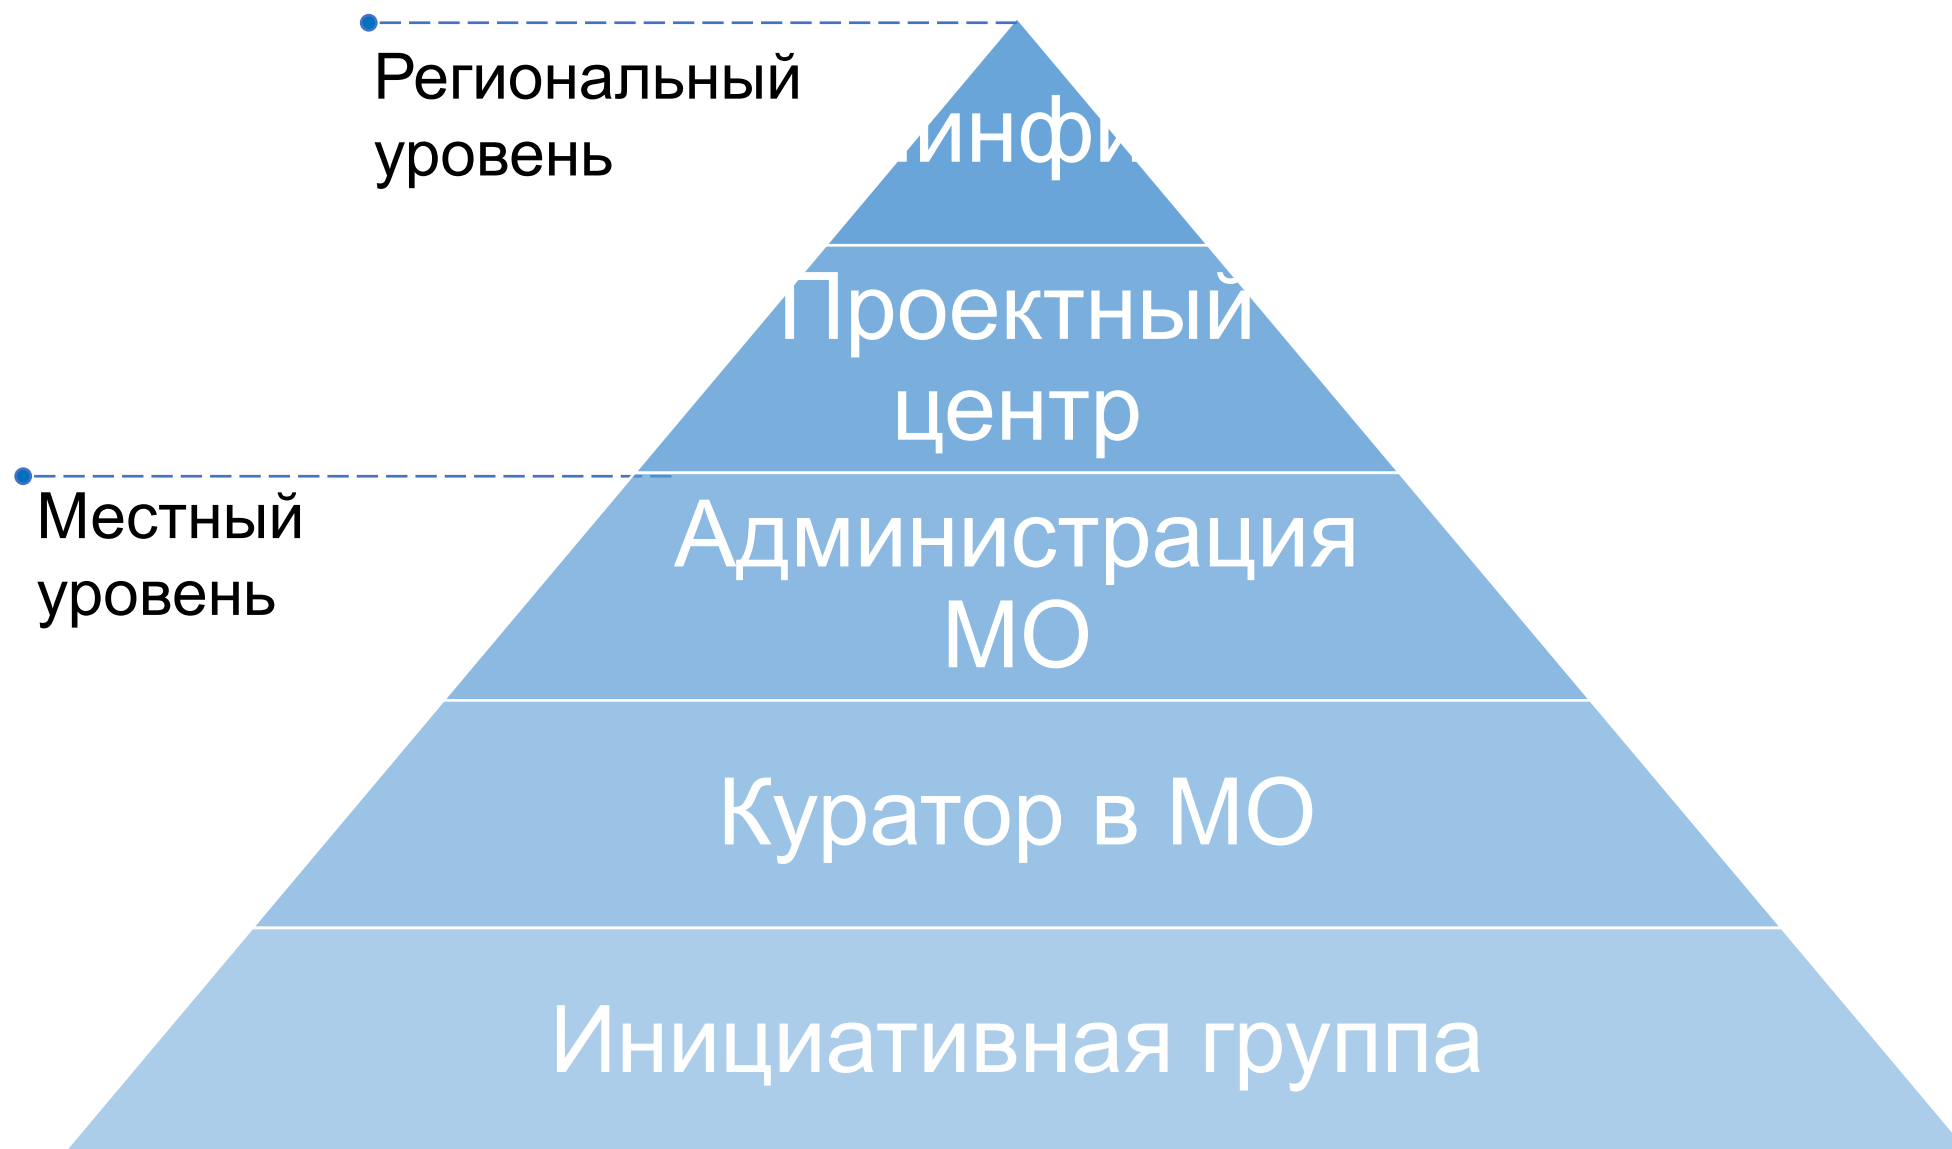 Региональный
уровень
Проектный
центр
Местный
уровень
Администрация
МО
Куратор в МО
Инициативная группа